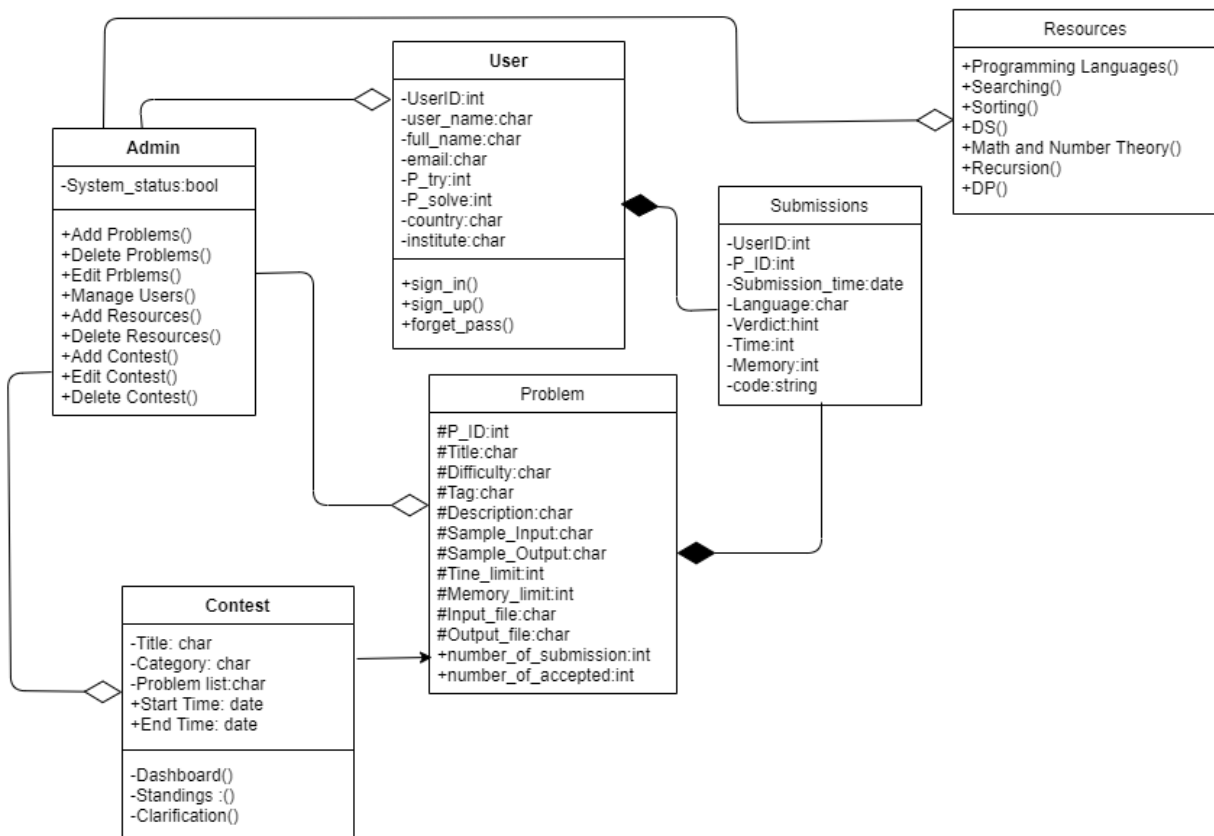 Resources
+Programming Languages()
+Searching()
+Sorting()
+DS()
+Math and Number Theory()
+Recursion()
+DP()
User
-UserID:int
-user_name:char
-full_name:char
-email:char
-P_try:int
-P_solve:int
-country:char
-institute:char
+sign_in()
+sign_up()
+forget_pass()
Admin
-System_status:bool
+Add Problems()
+Delete Problems()
+Edit Prblems()
+Manage Users()
+Add Resources()
+Delete Resources()
+Add Contest()
+Edit Contest()
+Delete Contest()
Submissions
-UserID:int
-P_ID:int
-Submission_time:date
-Language:char
-Verdict:hint
-Time:int
-Memory:int
-code:string
Problem
#P_ID:int
#Title:char
#Difficulty:char
#Tag:char
#Description:char
#Sample_Input:char
#Sample_Output:char
#Tine_limit:int
#Memory_limit:int
#Input_file:char
#Output_file:char
+number_of_submission:int
+number_of_accepted:int
Contest
-Title: char
-Category: char
-Problem list:char
+Start Time: date
+End Time: date
-Dashboard()
-Standings :()
-Clarification()